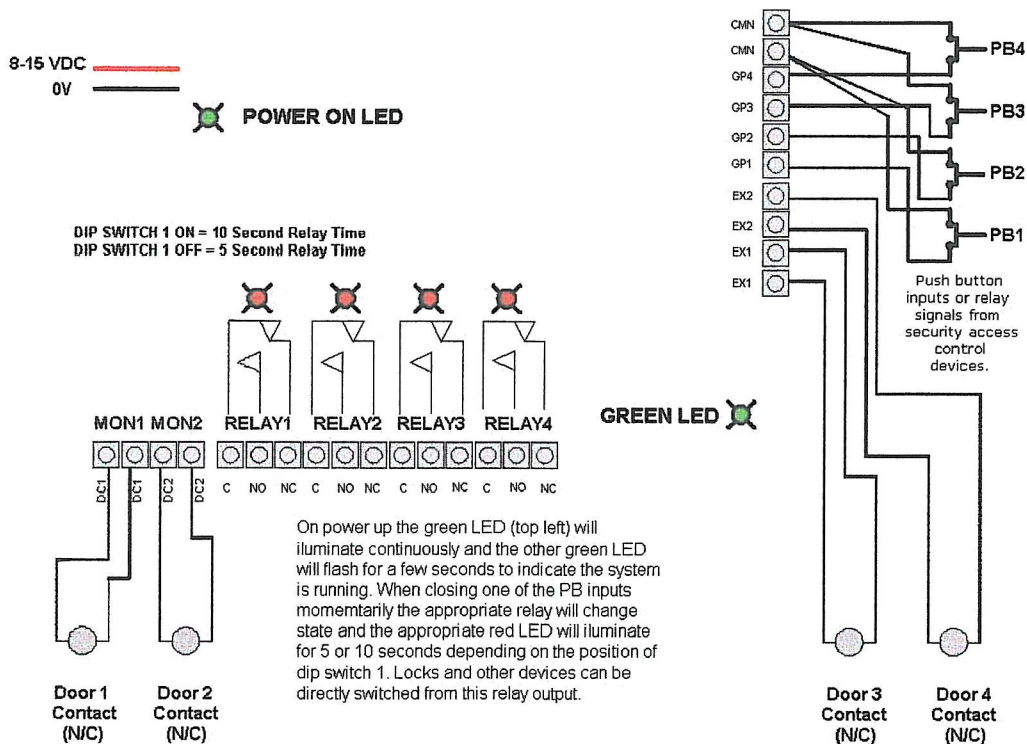 8-15 VDC
0V
POWER ON LED
DIP SWITCH 1 ON = 10 Second Relay Time
DIP SWITCH 1 OFF = 5 Second Relay Time
CMN
CMN
GP4
GP3
GP2
GP1
EX2
EX2
EX1
EX1
PB4
PB3
PB2
PB1
Push button
inputs or relay
signals from
security access
control
devices.
GREEN LED
MON1 MON2 RELAY1 RELAY2 RELAY3 RELAY4
DC1 DC1 DC2 DC2
C NO NC C NO NC C NO NC C NO NC
On power up the green LED (top left) will
iluminate continuously and the other green LED
will flash for a few seconds to indicate the system
is running. When closing one of the PB inputs
momemtarily the appropriate relay will change
state and the appropriate red LED will iluminate
for 5 or 10 seconds depending on the position of
dip switch 1. Locks and other devices can be
directly switched from this relay output.
Door 1
Contact
(N/C)
Door 2
Contact
(N/C)
Door 3
Contact
(N/C)
Door 4
Contact
(N/C)